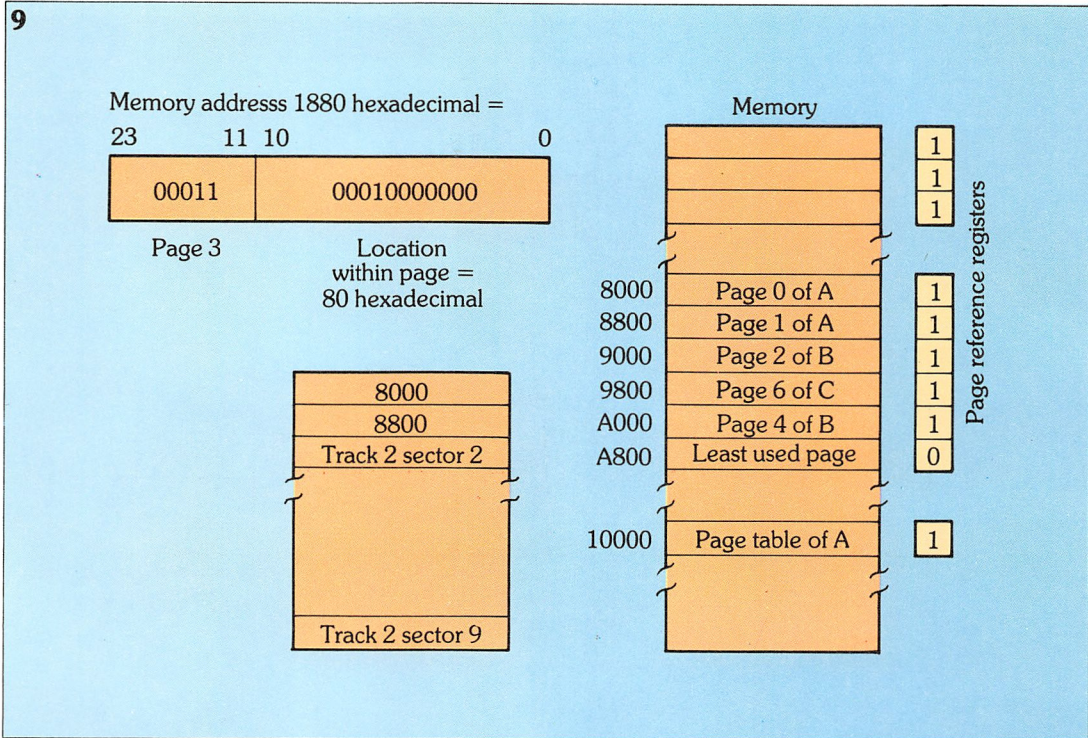 9
Memory addresss 1880 hexadecimal =
23 11 10 0
00011 00010000000
Page 3
Location
within page =
80 hexadecimal
8000
8800
Track 2 sector 2
Track 2 sector 9
Memory
1
1
1
8000 Page 0 of A 1
8800 Page 1 of A 1
9000 Page 2 of B 1
9800 Page 6 of C 1
A000 Page 4 of B 1
A800 Least used page 0
10000 Page table of A 1
Page reference registers